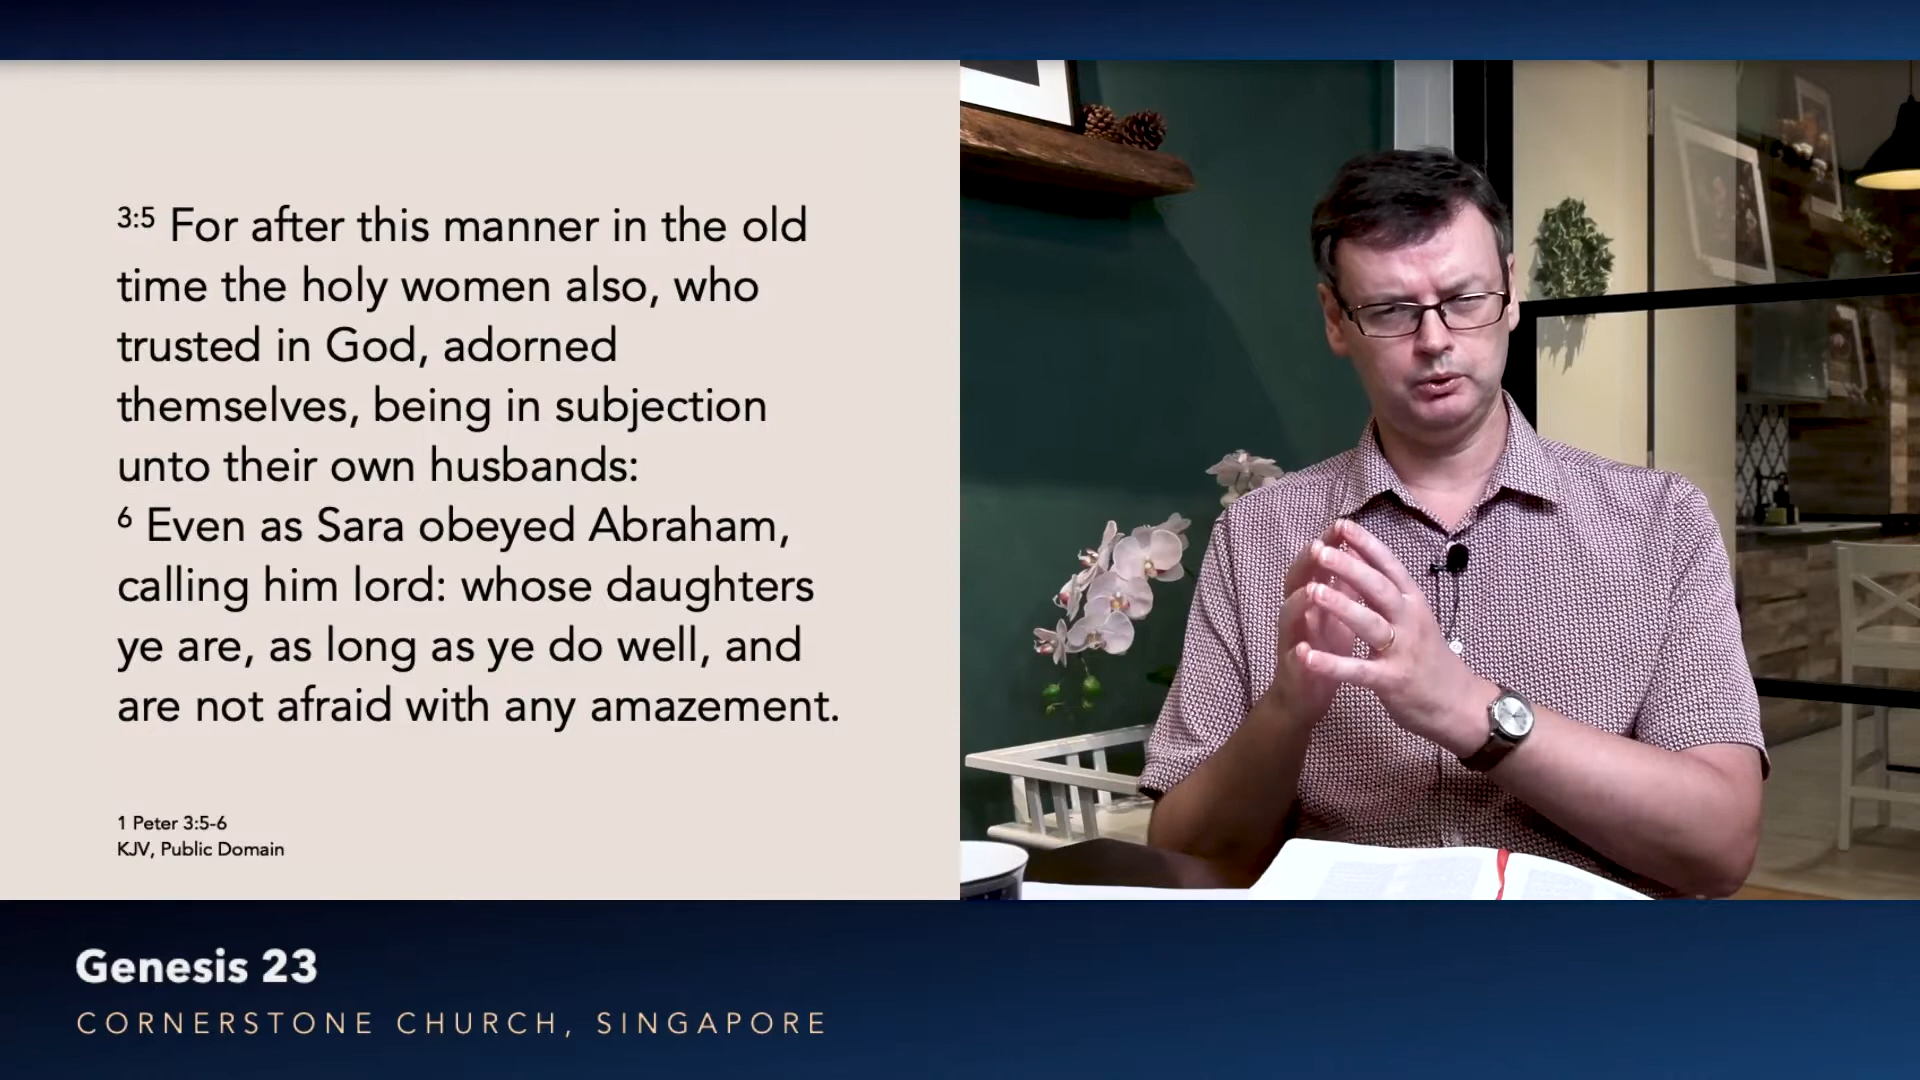 3:5 For after this manner in the old
time the holy women also, who
trusted in God, adorned
themselves, being in subjection
unto their own husbands:
6 Even as Sara obeyed Abraham,
calling him lord: whose daughters
ye are, as long as ye do well, and
are not afraid with any amazement.
1 Peter 3:5-6
KJV, Public Domain
Genesis 23
CORNERSTONE CHURCH, SINGAPORE